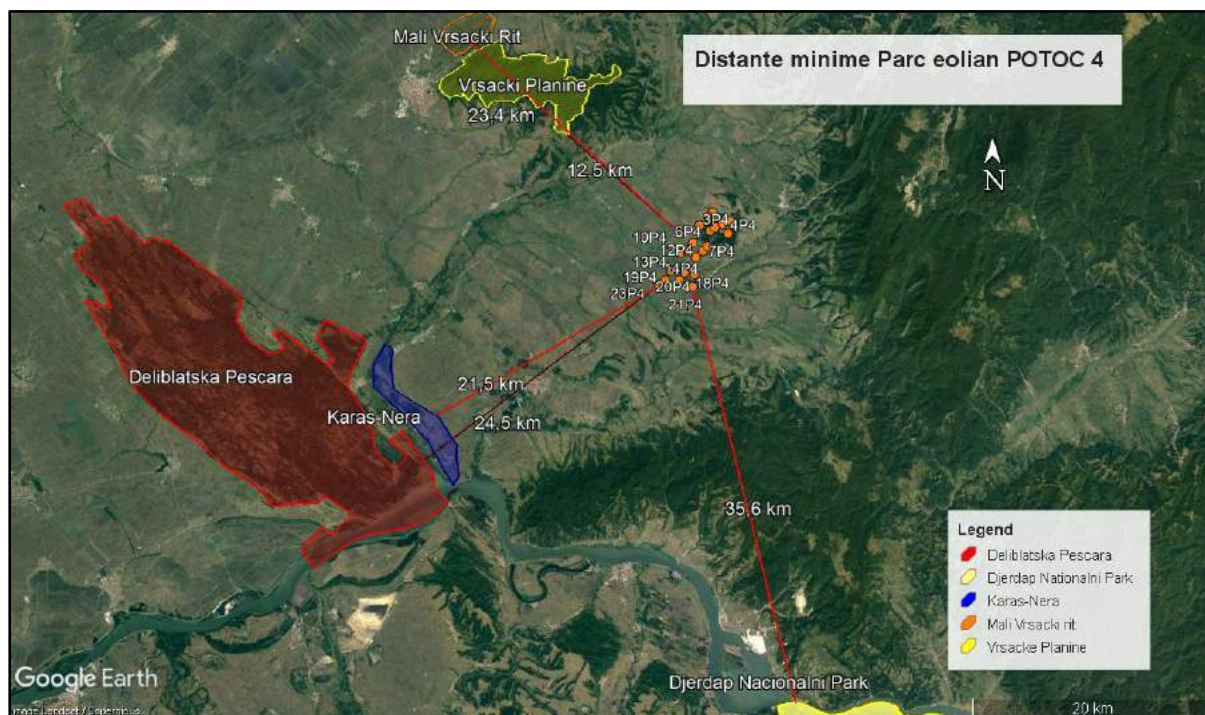 Mali Vrsacki Rit
Distante minime Parc eolian POTOC 4
Vrsacki Planine
23,4 km
12,5 km
N
3P4
4P4
6P4
10P4
12P4
7P4
13P4
19P4
20P4
18P4
23P4
21P4
Deliblatska Pescara
21,5 km
Karas-Nera
24,5 km
35,6 km
Legend
Deliblatska Pescara
Djerdap Nationalni Park
Karas-Nera
Mali Vrsacki rit
Vrsacke Planine
Google Earth
Djerdap Nacionalni Park
20 km